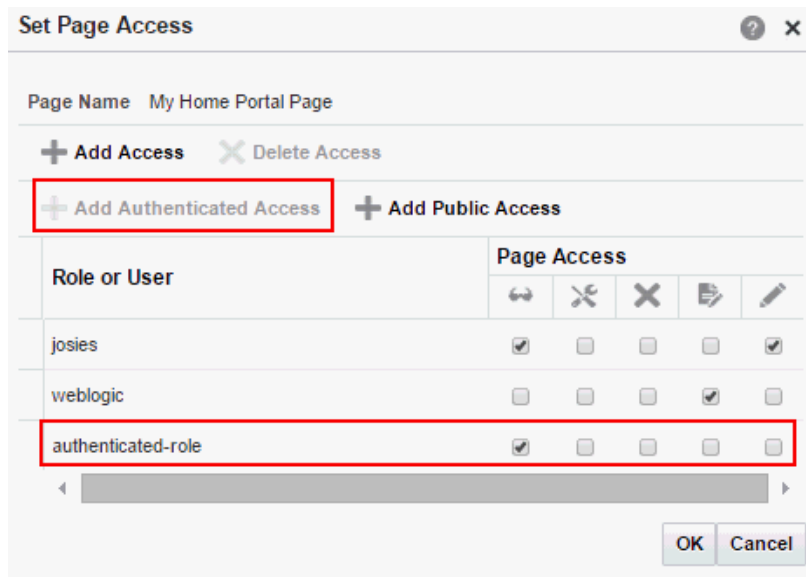 Set Page Access
Page Name My Home Portal Page
Add Access Delete Access
Add Authenticated Access Add Public Access
Role or User
Page Access
josies
weblogic
authenticated-role
OK Cancel